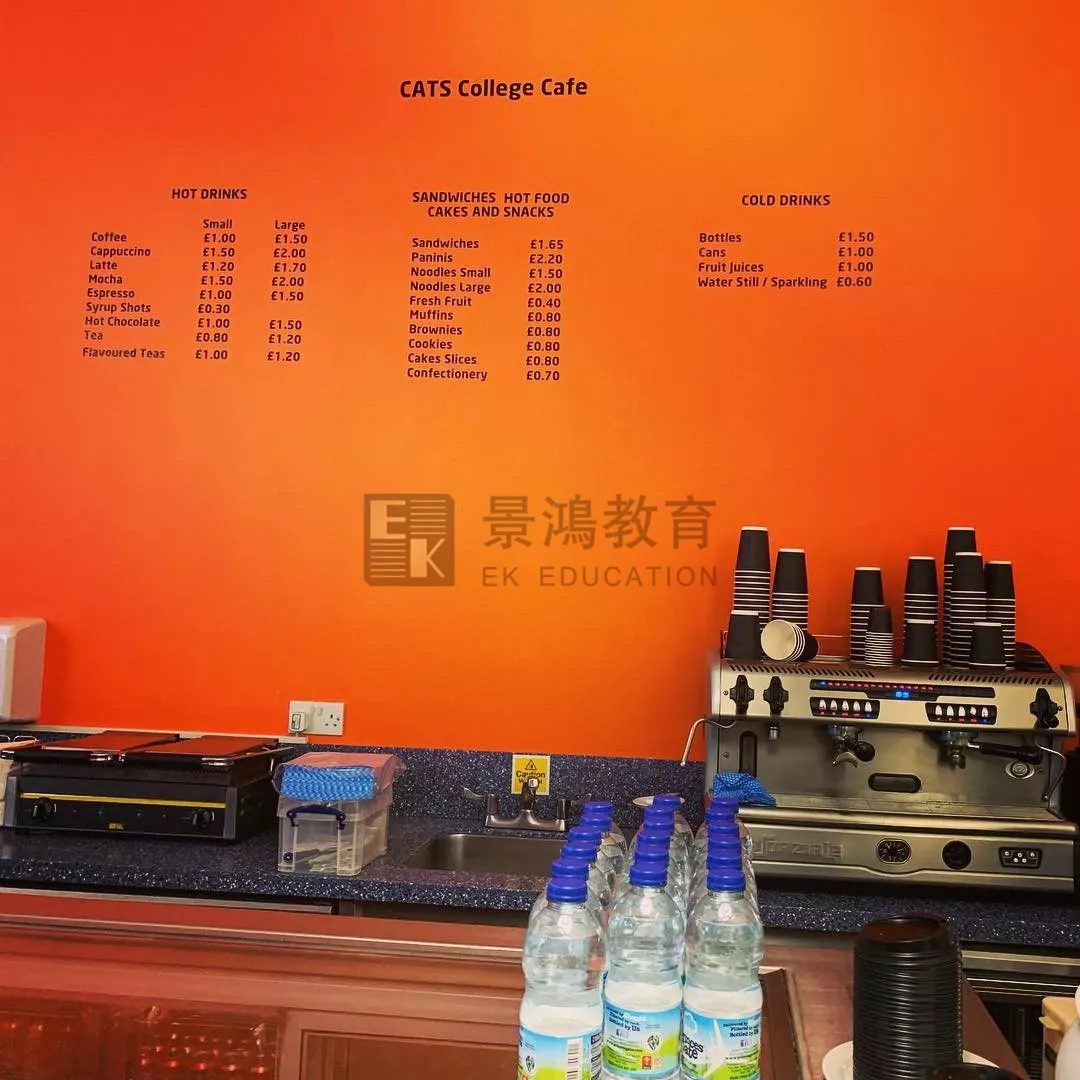 CATS College Cafe
HOT DRINKS
Small Large
Coffee £1.00 £1.50
Cappuccino £1.50 £2.00
Latte £1.20 £1.70
Mocha £1.50 £2.00
Espresso £1.00 £1.50
Syrup Shots £0.30
Hot Chocolate £1.00 £1.50
Tea £0.80 £1.20
Flavoured Teas £1.00 £1.20
SANDWICHES HOT FOOD
CAKES AND SNACKS
Sandwiches £1.65
Paninis £2.20
Noodles Small £1.50
Noodles Large £2.00
Fresh Fruit £0.40
Muffins £0.80
Brownies £0.80
Cookies £0.80
Cakes Slices £0.80
Confectionery £0.70
COLD DRINKS
Bottles £1.50
Cans £1.00
Fruit Juices £1.00
Water Still / Sparkling £0.60
EK
景鴻教育
EK EDUCATION
Caution